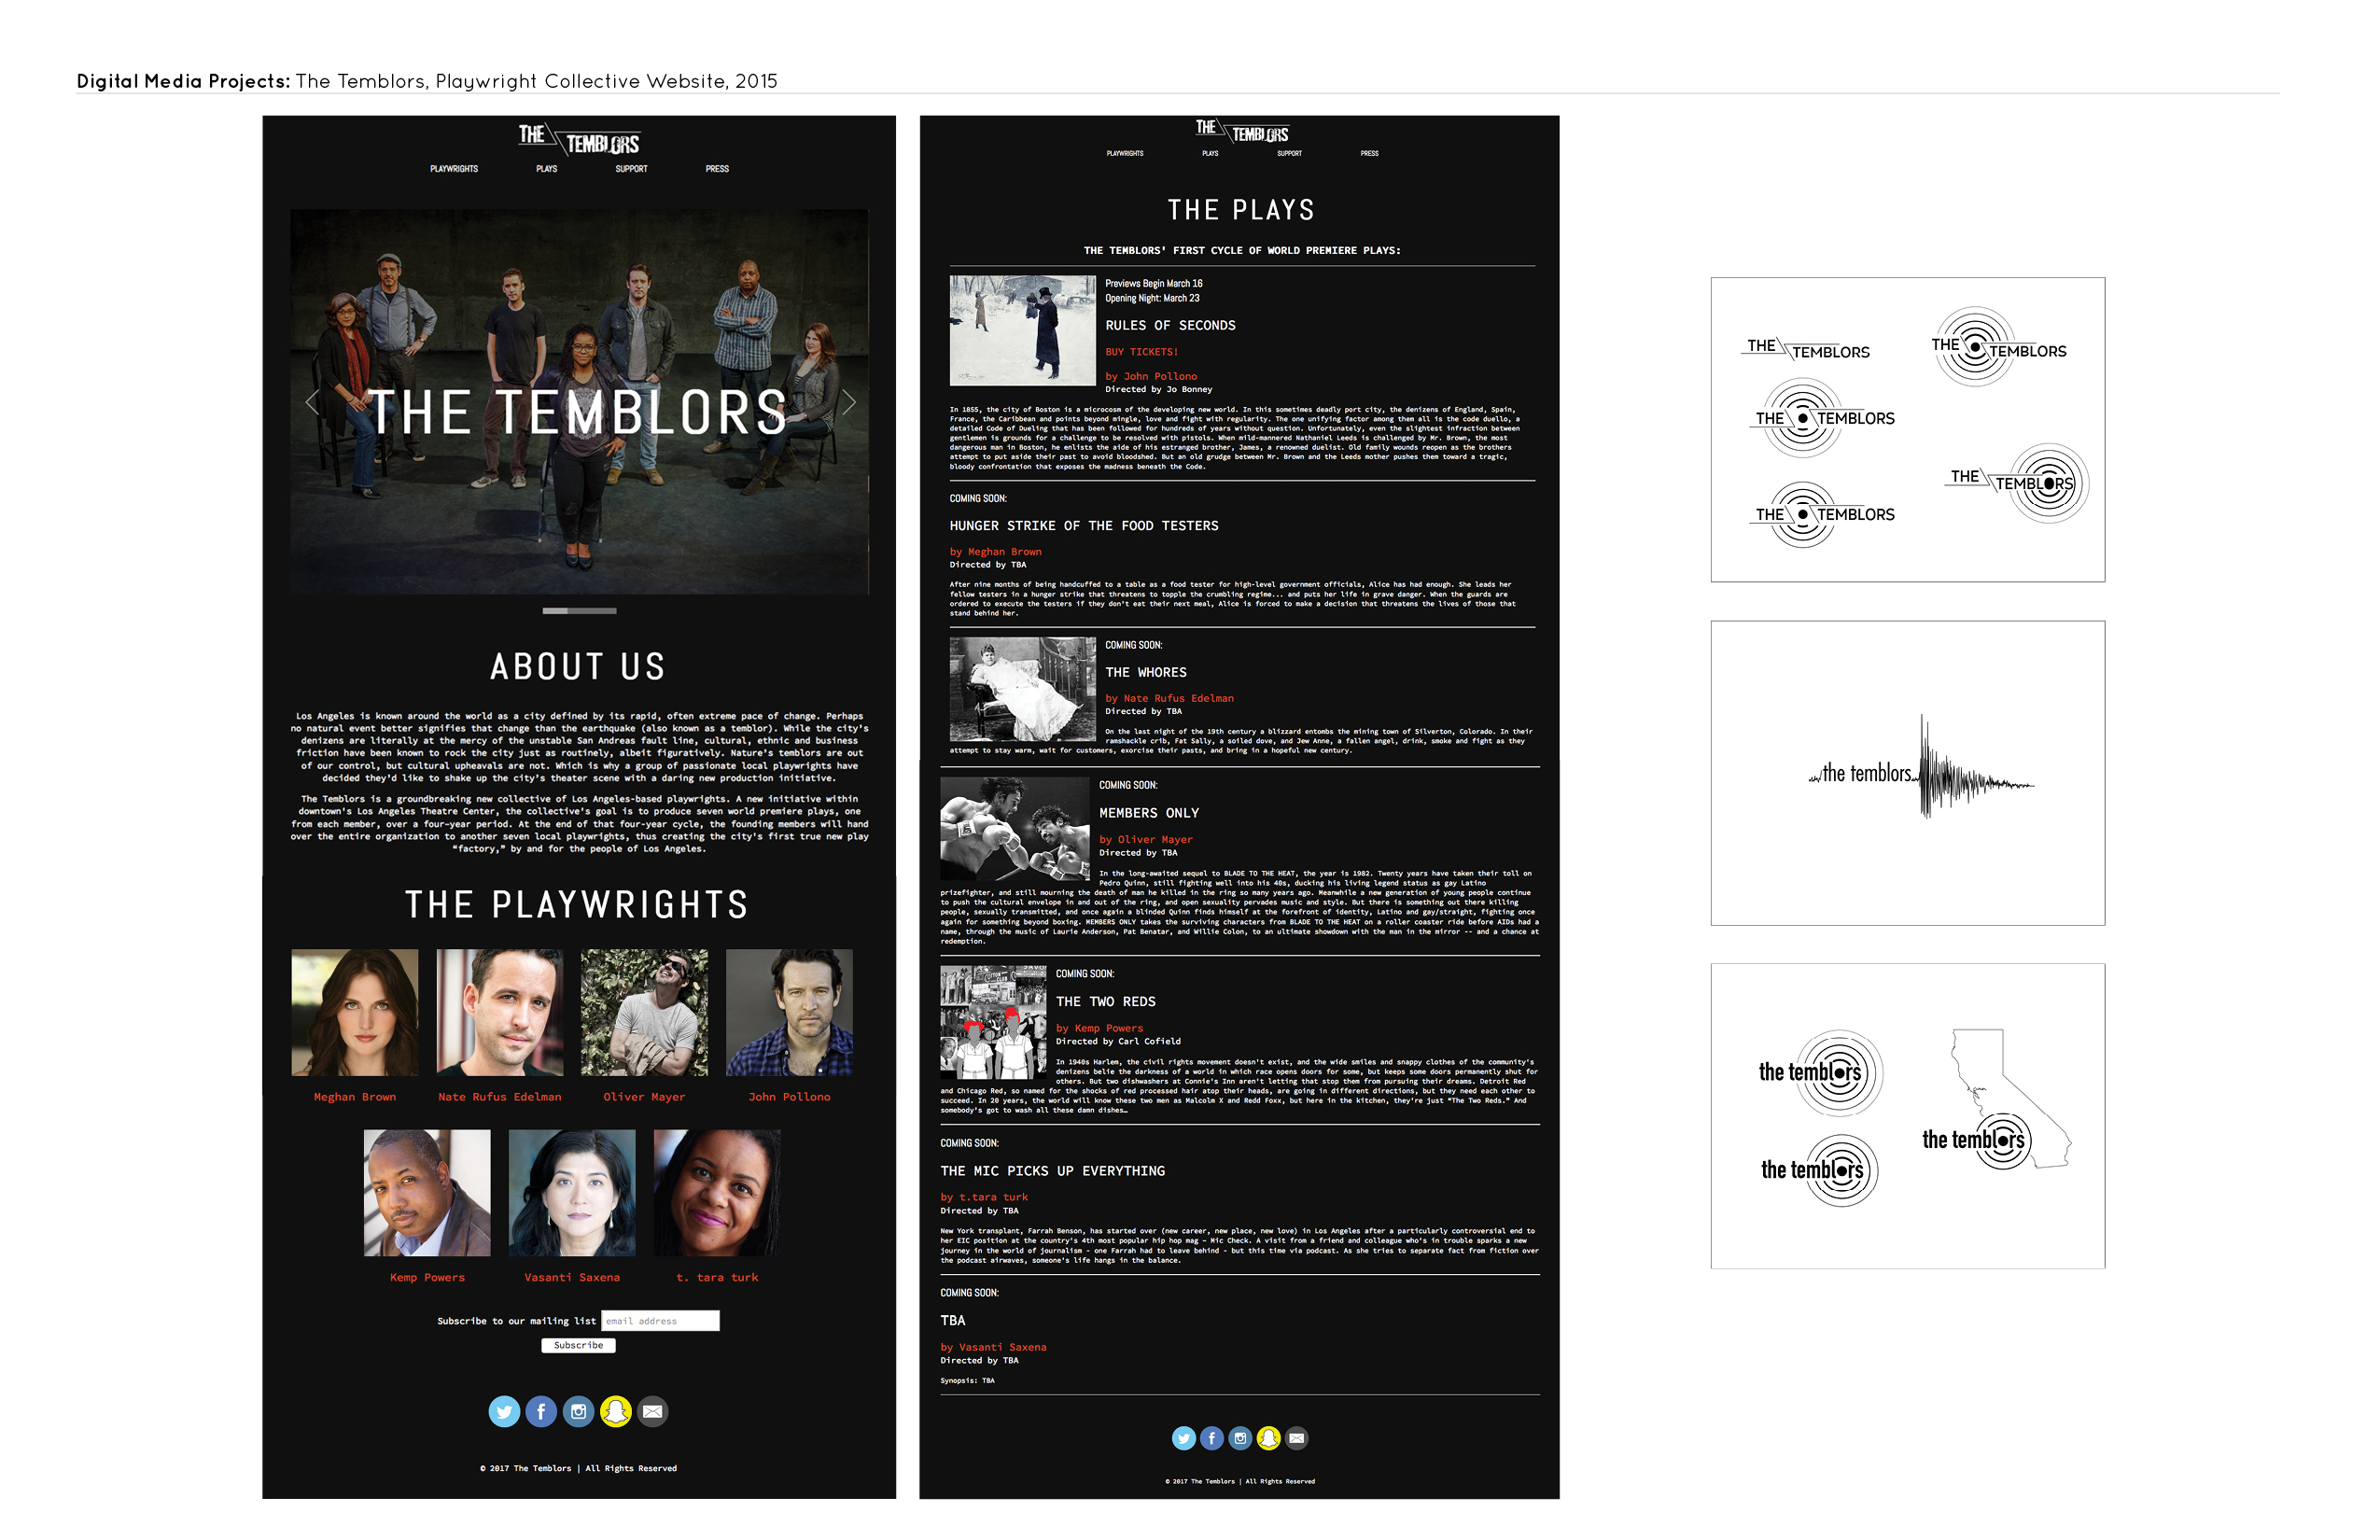 Digital Media Projects: The Temblors, Playwright Collective Website, 2015
THE TEMBLORS
PLAYWRIGHTS PLAYS SUPPORT PRESS
THE TEMBLORS
ABOUT US
Los Angeles is known around the world as a city defined by its rapid, often extreme pace of change. Perhaps
no natural event better signifies that change than the earthquake (also known as a temblor). While the city's
denizens are literally at the mercy of the unstable San Andreas fault line, cultural, ethnic and business
friction have been known to rock the city just as routinely, albeit figuratively. Nature's temblors are out
of our control, but cultural upheavals are not. Which is why a group of passionate local playwrights have
decided they'd like to shake up the city's theater scene with a daring new production initiative.
The Temblors is a groundbreaking new collective of Los Angeles-based playwrights. A new initiative within
downtown's Los Angeles Theatre Center, the collective's goal is to produce seven world premiere plays, one
from each member, over a four-year period. At the end of that four-year cycle, the founding members will hand
over the entire organization to another seven local playwrights, thus creating the city's first true new play
“factory,” by and for the people of Los Angeles.
THE PLAYWRIGHTS
Meghan Brown Nate Rufus Edelman Oliver Mayer John Pollono
Kemp Powers Vasanti Saxena t. tara turk
Subscribe to our mailing list email address
Subscribe
© 2017 The Temblors | All Rights Reserved
THE TEMBLORS
PLAYWRIGHTS PLAYS SUPPORT PRESS
THE PLAYS
THE TEMBLORS' FIRST CYCLE OF WORLD PREMIERE PLAYS:
Previews Begin March 16
Opening Night: March 23
RULES OF SECONDS
BUY TICKETS!
by John Pollono
Directed by Jo Bonney
In 1855, the city of Boston is a microcosm of the developing new world. In this sometimes deadly port city, the denizens of England, Spain,
France, the Caribbean and points beyond mingle, love and fight with regularity. The one unifying factor among them all is the code duello, a
detailed Code of Dueling that has been followed for hundreds of years without question. Unfortunately, even the slightest infraction between
gentlemen is grounds for a challenge to be resolved with pistols. When mild-mannered Nathaniel Leeds is challenged by Mr. Brown, the most
dangerous man in Boston, he enlists the aide of his estranged brother, James, a renowned duelist. Old family wounds reopen as the brothers
attempt to put aside their past to avoid bloodshed. But an old grudge between Mr. Brown and the Leeds mother pushes them toward a tragic,
bloody confrontation that exposes the madness beneath the Code.
COMING SOON:
HUNGER STRIKE OF THE FOOD TESTERS
by Meghan Brown
Directed by TBA
After nine months of being handcuffed to a table as a food tester for high-level government officials, Alice has had enough. She leads her
fellow testers in a hunger strike that threatens to topple the crumbling regime... and puts her life in grave danger. When the guards are
ordered to execute the testers if they don't eat their next meal, Alice is forced to make a decision that threatens the lives of those that
stand behind her.
COMING SOON:
THE WHORES
by Nate Rufus Edelman
Directed by TBA
On the last night of the 19th century a blizzard entombs the mining town of Silverton, Colorado. In their
ramshackle crib, Fat Sally, a soiled dove, and Jew Anne, a fallen angel, drink, smoke and fight as they
attempt to stay warm, wait for customers, exorcise their pasts, and bring in a hopeful new century.
COMING SOON:
MEMBERS ONLY
by Oliver Mayer
Directed by TBA
In the long-awaited sequel to BLADE TO THE HEAT, the year is 1982. Twenty years have taken their toll on
Pedro Quinn, still fighting well into his 40s, ducking his living legend status as gay Latino
prizefighter, and still mourning the death of man he killed in the ring so many years ago. Meanwhile a new generation of young people continue
to push the cultural envelope in and out of the ring, and open sexuality pervades music and style. But there is something out there killing
people, sexually transmitted, and once again a blinded Quinn finds himself at the forefront of identity, Latino and gay/straight, fighting once
again for something beyond boxing. MEMBERS ONLY takes the surviving characters from BLADE TO THE HEAT on a roller coaster ride before AIDs had a
name, through the music of Laurie Anderson, Pat Benatar, and Willie Colon, to an ultimate showdown with the man in the mirror -- and a chance at
redemption.
COMING SOON:
THE TWO REDS
by Kemp Powers
Directed by Carl Cofield
In 1940s Harlem, the civil rights movement doesn't exist, and the wide smiles and snappy clothes of the community's
denizens belie the darkness of a world in which race opens doors for some, but keeps some doors permanently shut for
others. But two dishwashers at Connie's Inn aren't letting that stop them from pursuing their dreams. Detroit Red
and Chicago Red, so named for the shocks of red processed hair atop their heads, are going in different directions, but they need each other to
succeed. In 20 years, the world will know these two men as Malcolm X and Redd Foxx, but here in the kitchen, they're just “The Two Reds.” And
somebody's got to wash all these damn dishes…
COMING SOON:
THE MIC PICKS UP EVERYTHING
by t.tara turk
Directed by TBA
New York transplant, Farrah Benson, has started over (new career, new place, new love) in Los Angeles after a particularly controversial end to
her EIC position at the country's 4th most popular hip hop mag – Mic Check. A visit from a friend and colleague who's in trouble sparks a new
journey in the world of journalism - one Farrah had to leave behind - but this time via podcast. As she tries to separate fact from fiction over
the podcast airwaves, someone's life hangs in the balance.
COMING SOON:
TBA
by Vasanti Saxena
Directed by TBA
Synopsis: TBA
© 2017 The Temblors | All Rights Reserved
THE TEMBLORS
THE TEMBLORS
THE TEMBLORS
THE TEMBLORS
THE TEMBLORS
the temblors
the temblors
the temblors
the temblors